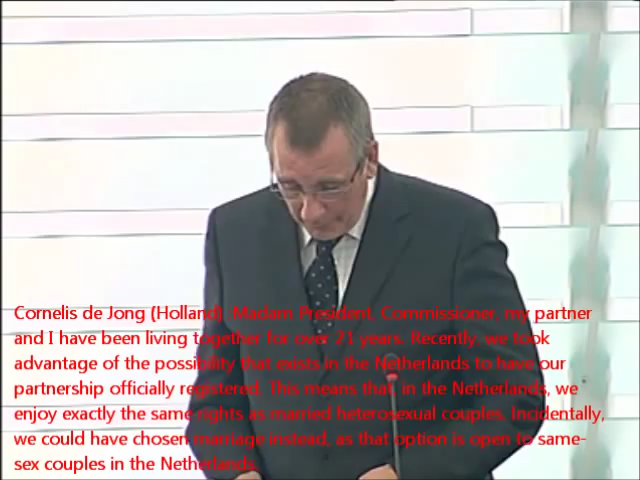 Cornelis de Jong (Holland). Madam President, Commissioner, my partner
and I have been living together for over 21 years. Recently, we took
advantage of the possibility that exists in the Netherlands to have our
partnership officially registered. This means that, in the Netherlands, we
enjoy exactly the same rights as married heterosexual couples. Incidentally,
we could have chosen marriage instead, as that option is open to same-
sex couples in the Netherlands.